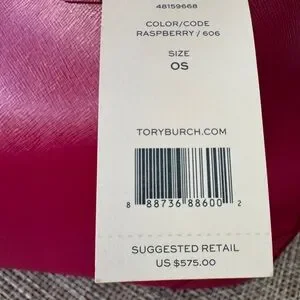 48159668
COLOR/CODE
RASPBERRY / 606
SIZE
OS
TORYBURCH.COM
8 88736 88600 2
SUGGESTED RETAIL
US $575.00